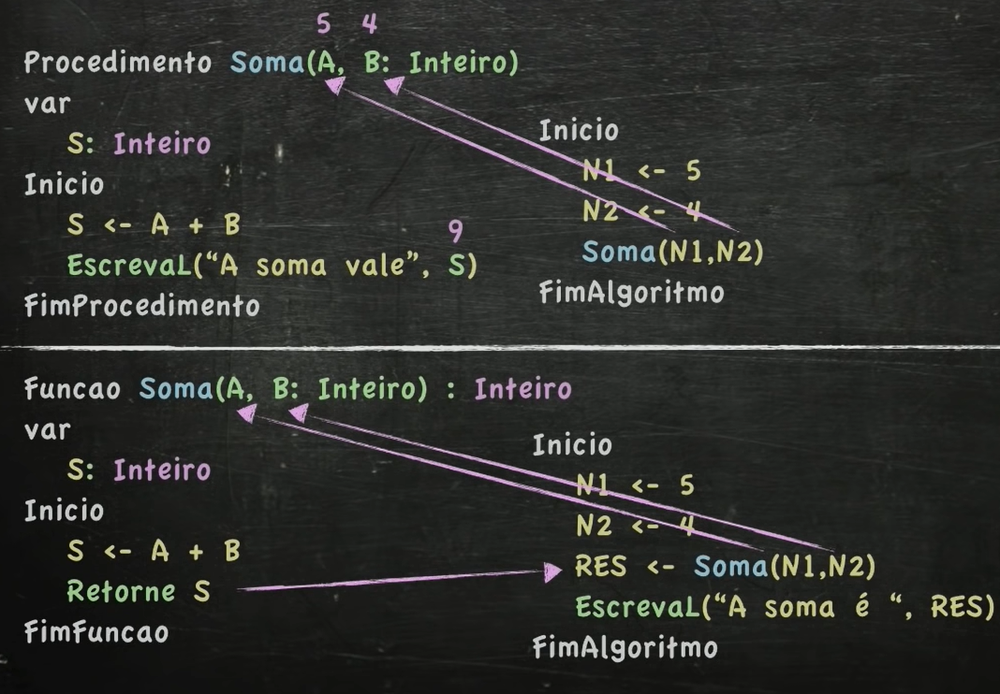 5 4
Procedimento Soma(A, B: Inteiro)
var
S: Inteiro
Inicio
S <- A + B
9
EscrevaL(“A soma vale”, S)
FimProcedimento
Inicio
N1 <- 5
N2 <- 4
Soma(N1,N2)
FimAlgoritmo
Funcao Soma(A, B: Inteiro) : Inteiro
var
S: Inteiro
Inicio
S <- A + B
Retorne S
FimFuncao
Inicio
N1 <- 5
N2 <- 4
RES <- Soma(N1,N2)
EscrevaL(“A soma é “, RES)
FimAlgoritmo